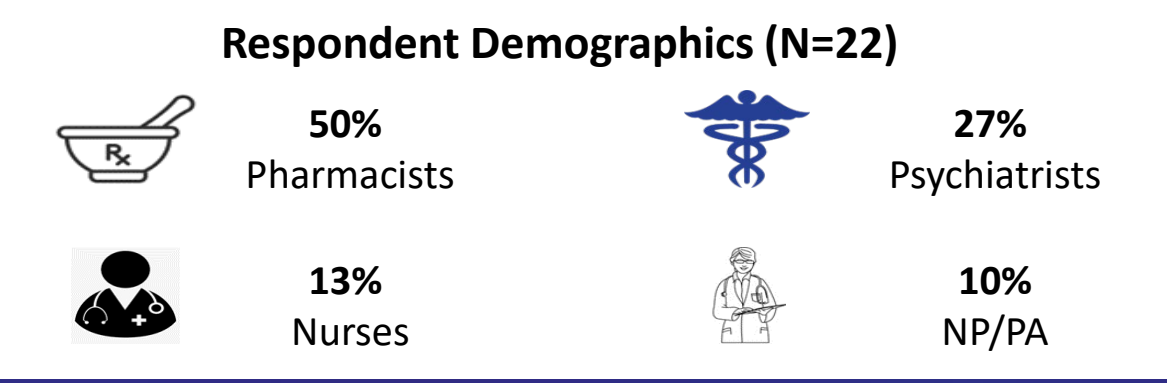 Respondent Demographics (N=22)
Rx
50%
Pharmacists
27%
Psychiatrists
13%
Nurses
10%
NP/PA